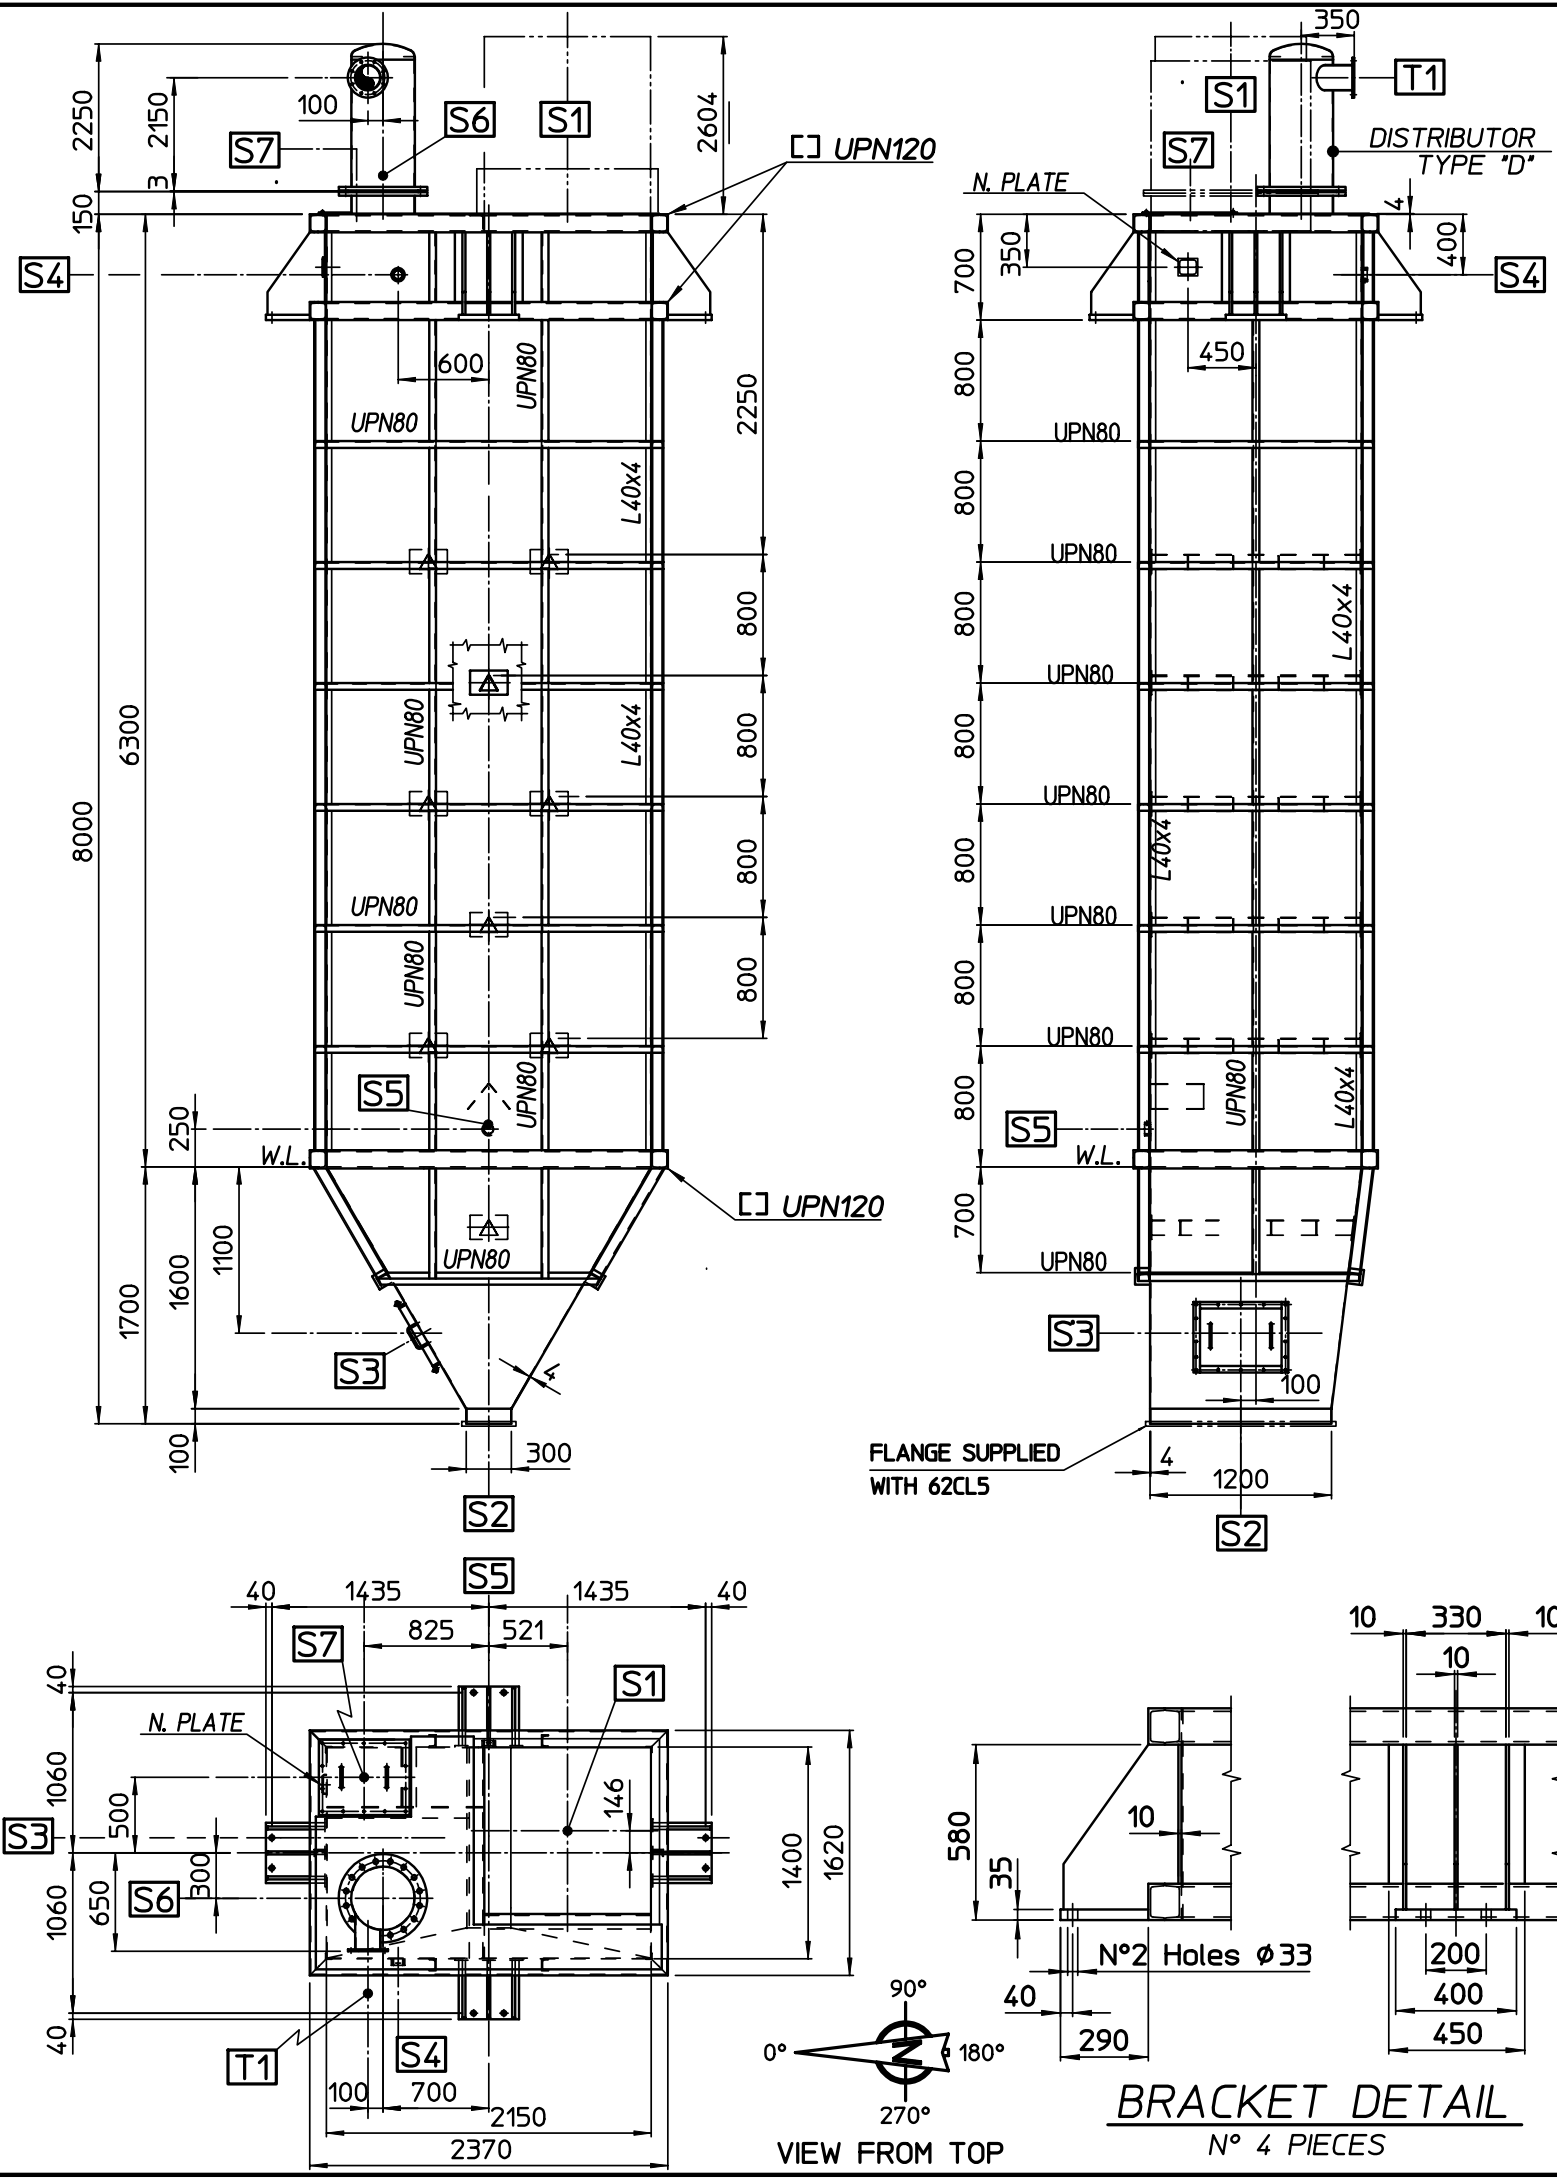 350
T1
S1
S6
S1
100
2250
2150
2604
S7
[ ] UPN120
S7
DISTRIBUTOR
TYPE "D"
N. PLATE
3
150
4
S4
350
700
400
S4
600
UPN80
450
800
2250
UPN80
UPN80
L40x4
800
UPN80
800
800
L40x4
UPN80
6300
UPN80
L40x4
800
800
8000
UPN80
L40x4
800
800
UPN80
UPN80
UPN80
800
800
UPN80
S5
UPN80
UPN80
L40x4
800
250
S5
W.L.
W.L.
[ ] UPN120
1100
700
UPN80
UPN80
1600
1700
S3
S3
4
100
100
300
FLANGE SUPPLIED
WITH 62CL5
4
1200
S2
S2
S5
40
1435
1435
40
10
330
10
825
521
S7
10
40
S1
N. PLATE
1060
500
146
S3
1400
1620
10
580
300
35
S6
650
1060
N°2 Holes ϕ33
200
40
400
90°
40
0°
180°
290
450
S4
T1
100
700
270°
2150
2370
VIEW FROM TOP
N
BRACKET DETAIL
N° 4 PIECES